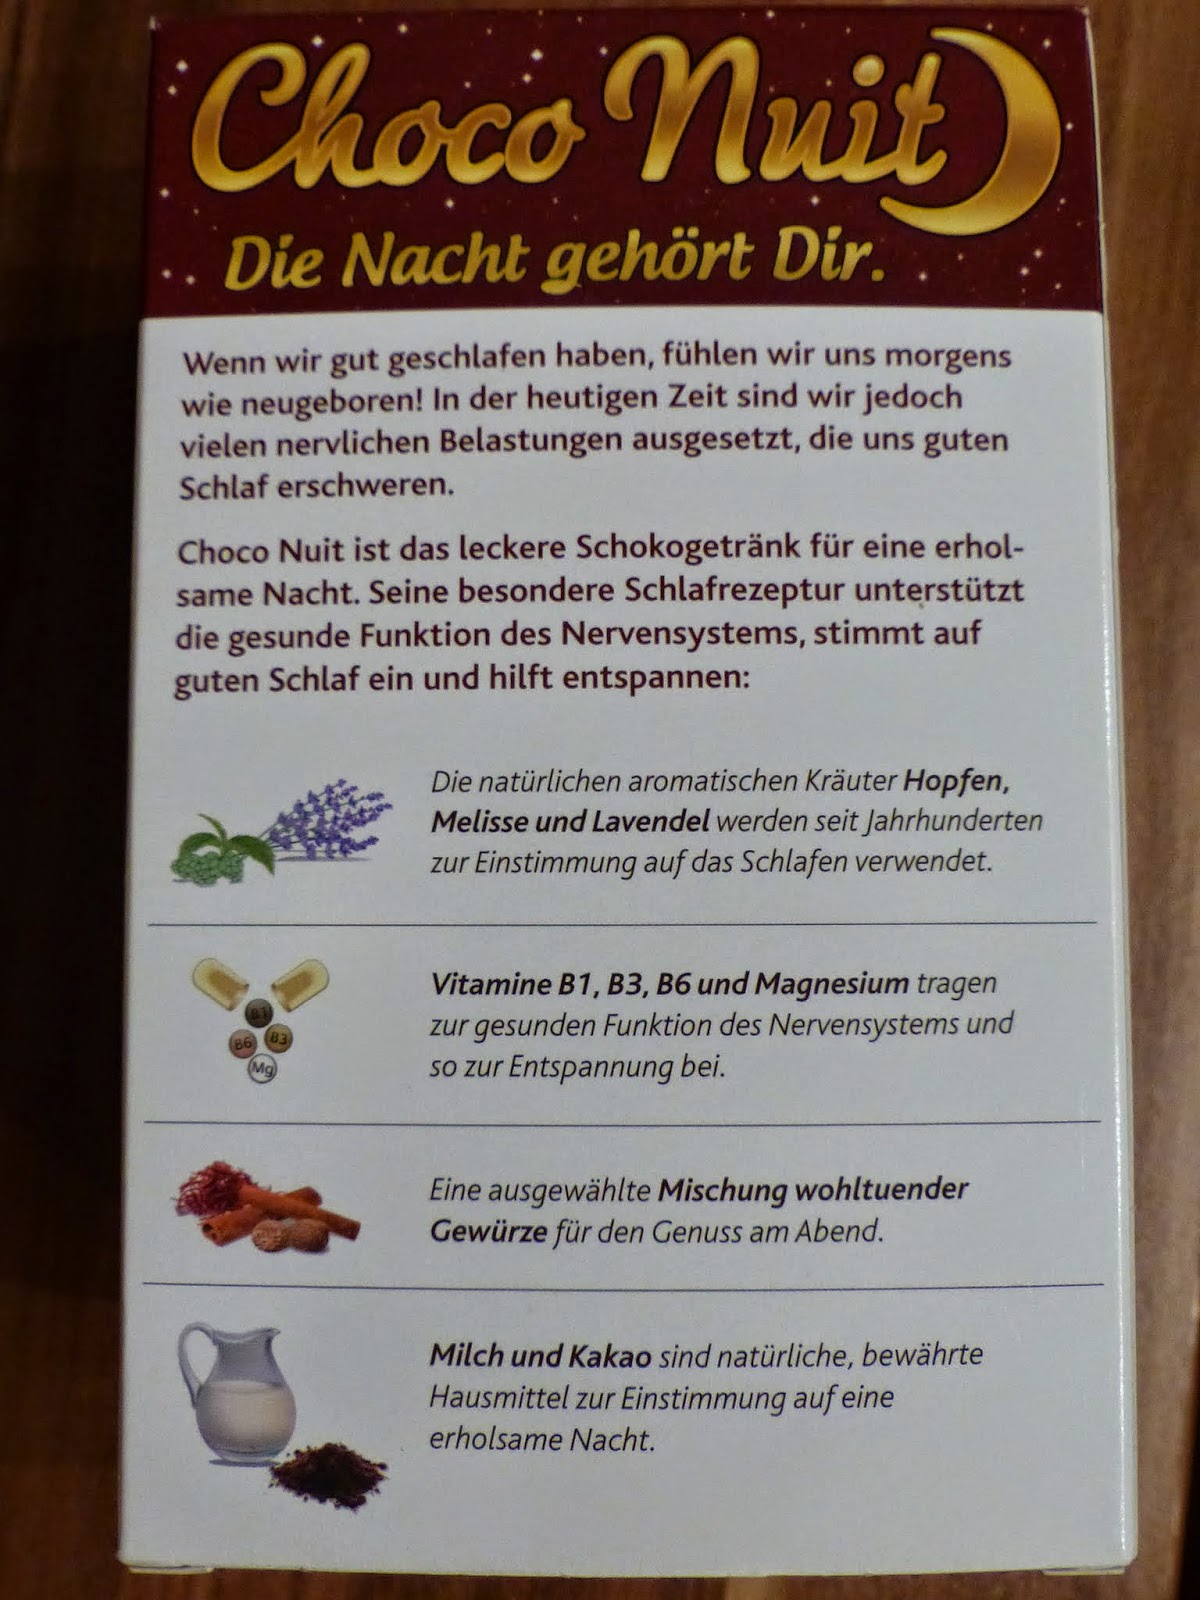 Choco Nuit
Die Nacht gehört Dir.
Wenn wir gut geschlafen haben, fühlen wir uns morgens
wie neugeboren! In der heutigen Zeit sind wir jedoch
vielen nervlichen Belastungen ausgesetzt, die uns guten
Schlaf erschweren.
Choco Nuit ist das leckere Schokogetränk für eine erhol-
same Nacht. Seine besondere Schlafrezeptur unterstützt
die gesunde Funktion des Nervensystems, stimmt auf
guten Schlaf ein und hilft entspannen:
Die natürlichen aromatischen Kräuter Hopfen,
Melisse und Lavendel werden seit Jahrhunderten
zur Einstimmung auf das Schlafen verwendet.
B1
B6 B3
Mg
Vitamine B1, B3, B6 und Magnesium tragen
zur gesunden Funktion des Nervensystems und
so zur Entspannung bei.
Eine ausgewählte Mischung wohltuender
Gewürze für den Genuss am Abend.
Milch und Kakao sind natürliche, bewährte
Hausmittel zur Einstimmung auf eine
erholsame Nacht.